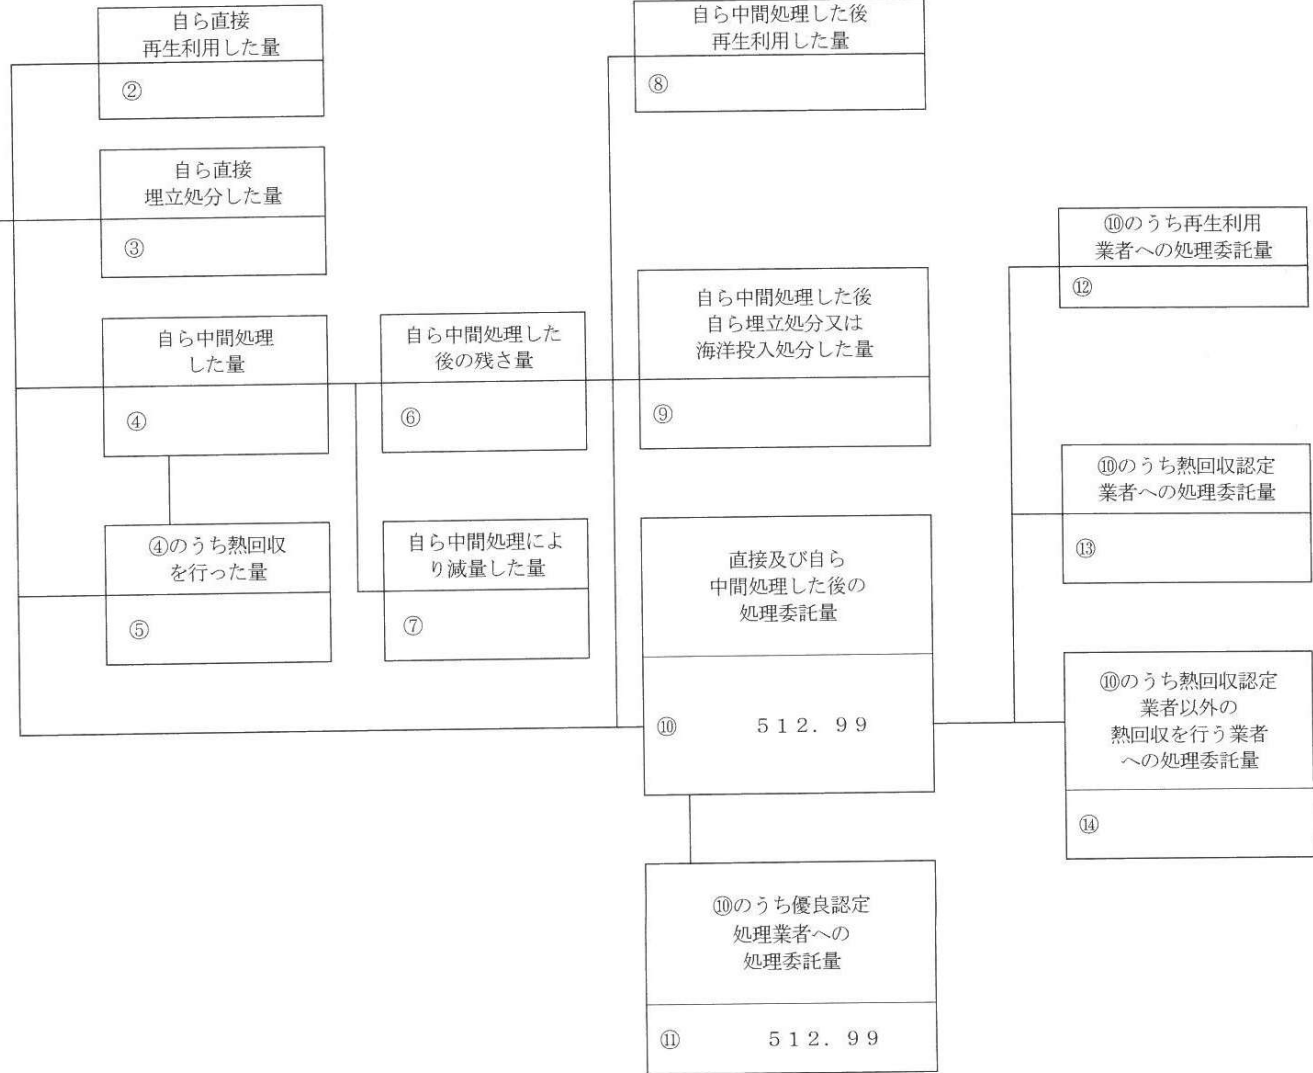 自ら直接
再生利用した量
②
自ら直接
埋立処分した量
③
自ら中間処理
した量
④
④のうち熱回収
を行った量
⑤
自ら中間処理した
後の残さ量
⑥
自ら中間処理によ
り減量した量
⑦
自ら中間処理した後
再生利用した量
⑧
自ら中間処理した後
自ら埋立処分又は
海洋投入処分した量
⑨
直接及び自ら
中間処理した後の
処理委託量
⑩ 512.99
⑩のうち優良認定
処理業者への
処理委託量
⑪ 512.99
⑩のうち再生利用
業者への処理委託量
⑫
⑩のうち熱回収認定
業者への処理委託量
⑬
⑩のうち熱回収認定
業者以外の
熱回収を行う業者
への処理委託量
⑭